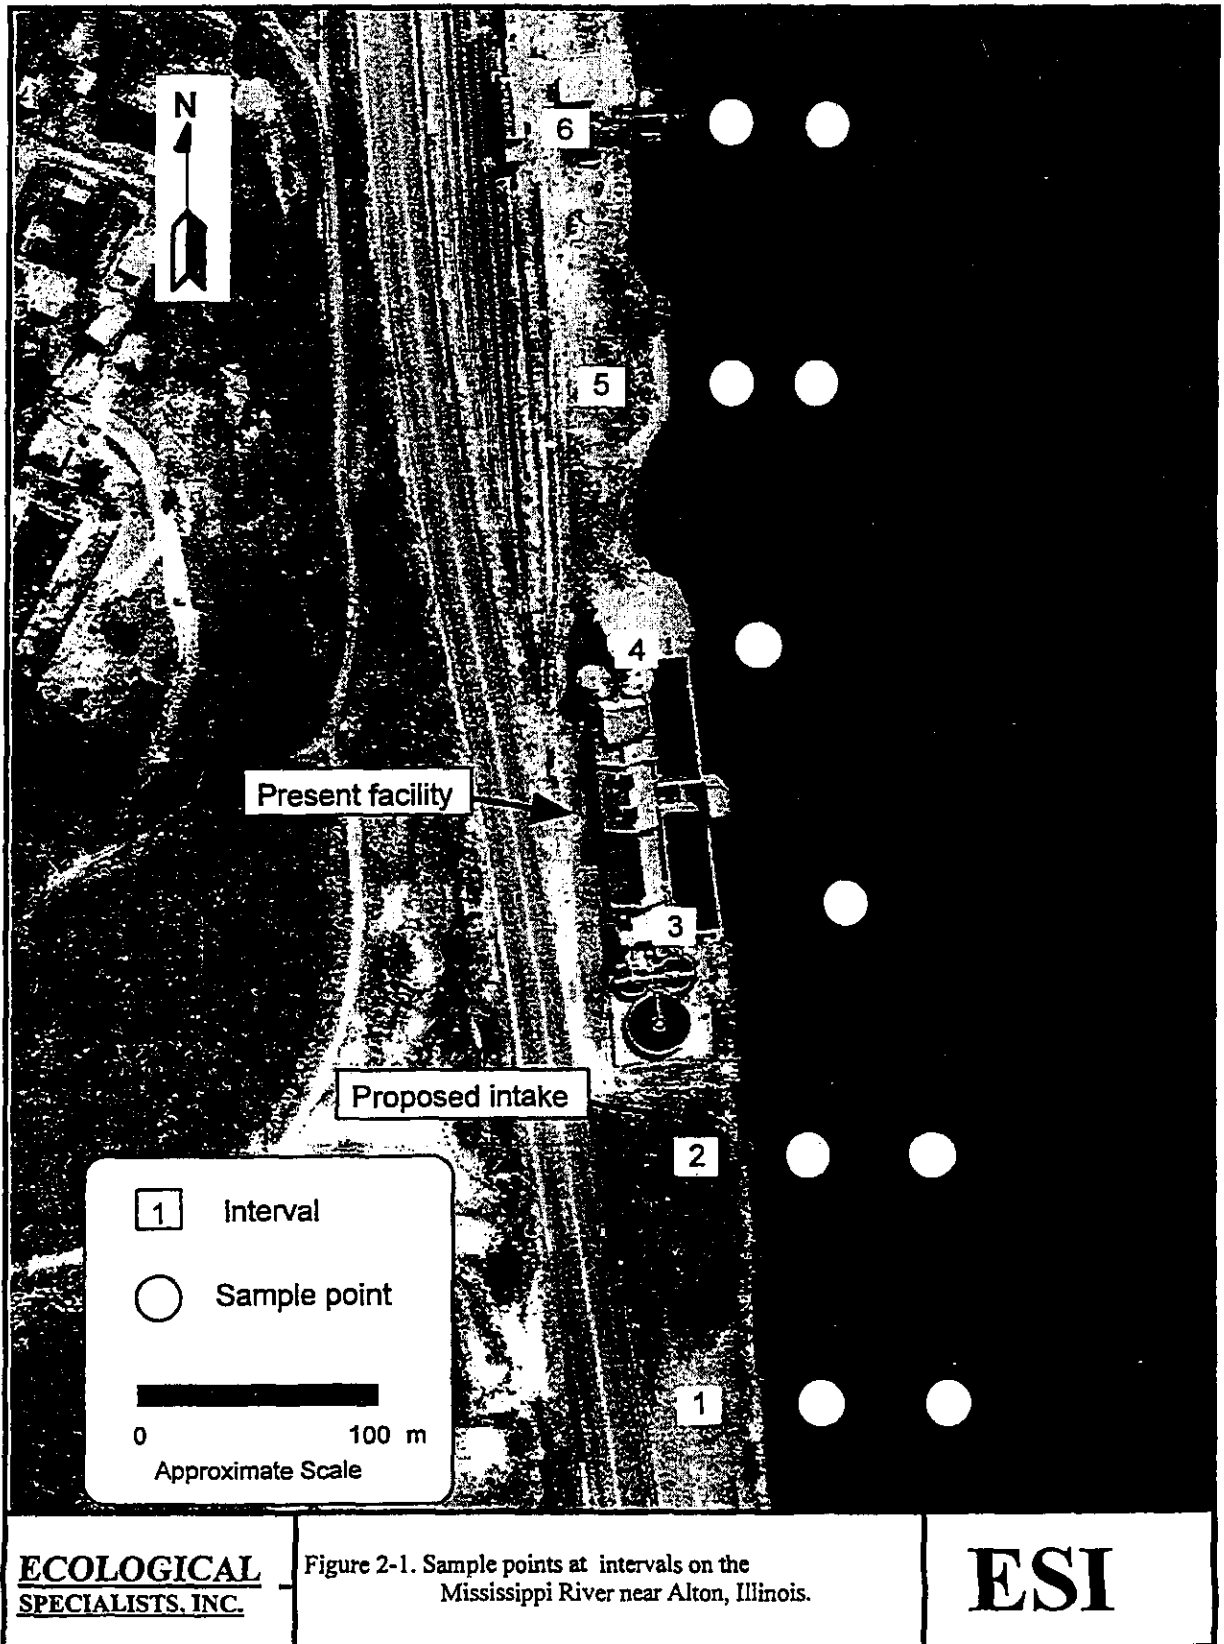 N
6
5
4
Present facility
3
Proposed intake
2
1 Interval
Sample point
1
0 100 m
Approximate Scale
ECOLOGICAL
SPECIALISTS, INC.
Figure 2-1. Sample points at intervals on the
Mississippi River near Alton, Illinois.
ESI